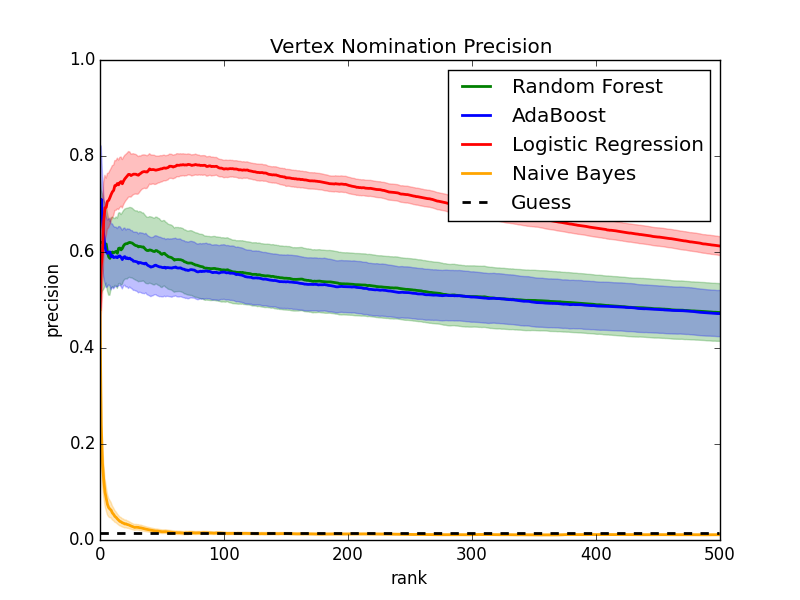 Vertex Nomination Precision
1.0
0.8
0.6
0.4
0.2
0.0
precision
Random Forest
AdaBoost
Logistic Regression
Naive Bayes
Guess
0 100 200 300 400 500
rank